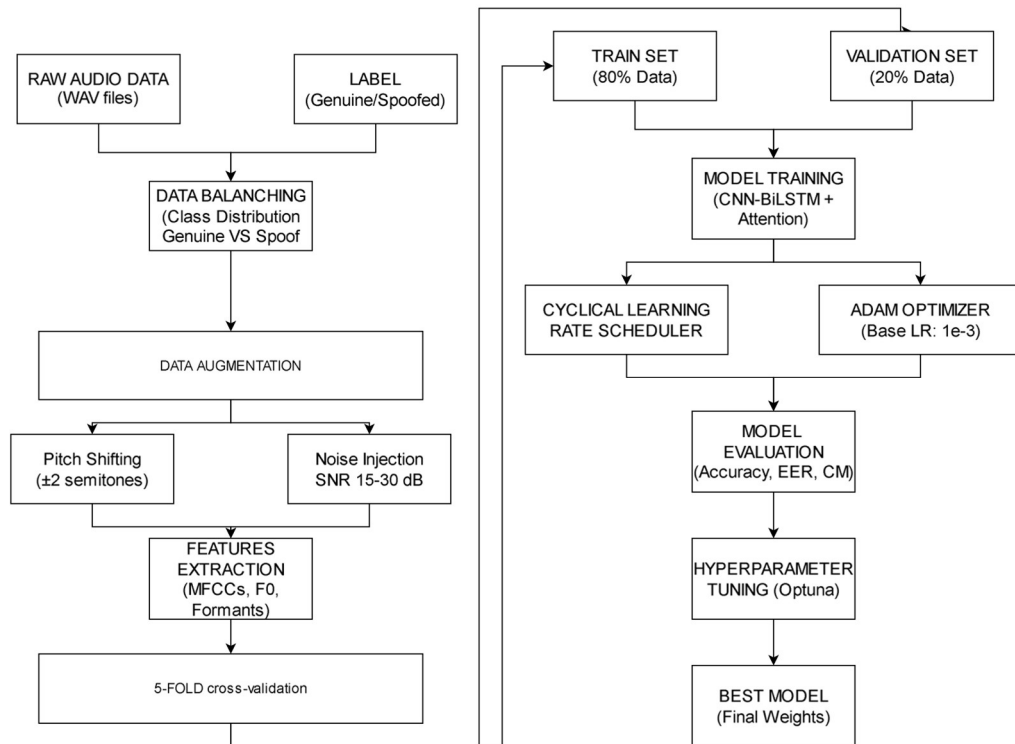 RAW AUDIO DATA
(WAV files)
LABEL
(Genuine/Spoofed)
DATA BALANCHING
(Class Distribution
Genuine VS Spoof
DATA AUGMENTATION
Pitch Shifting
(±2 semitones)
Noise Injection
SNR 15-30 dB
FEATURES
EXTRACTION
(MFCCs, F0,
Formants)
5-FOLD cross-validation
TRAIN SET
(80% Data)
VALIDATION SET
(20% Data)
MODEL TRAINING
(CNN-BiLSTM +
Attention)
CYCLICAL LEARNING
RATE SCHEDULER
ADAM OPTIMIZER
(Base LR: 1e-3)
MODEL
EVALUATION
(Accuracy, EER, CM)
HYPERPARAMETER
TUNING (Optuna)
BEST MODEL
(Final Weights)